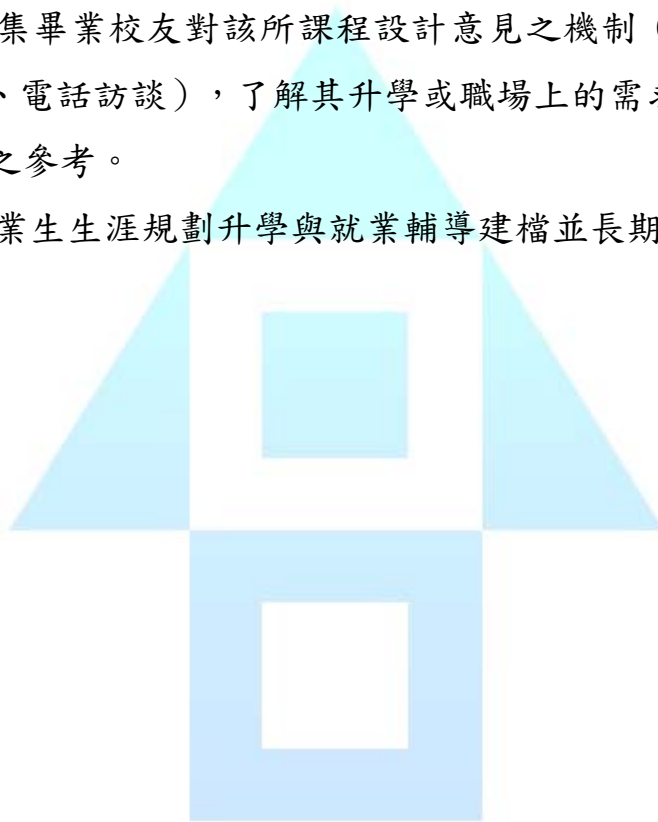 集畢業校友對該所課程設計意見之機制（
、電話訪談），了解其升學或職場上的需
之參考。
業生生涯規劃升學與就業輔導建檔並長期